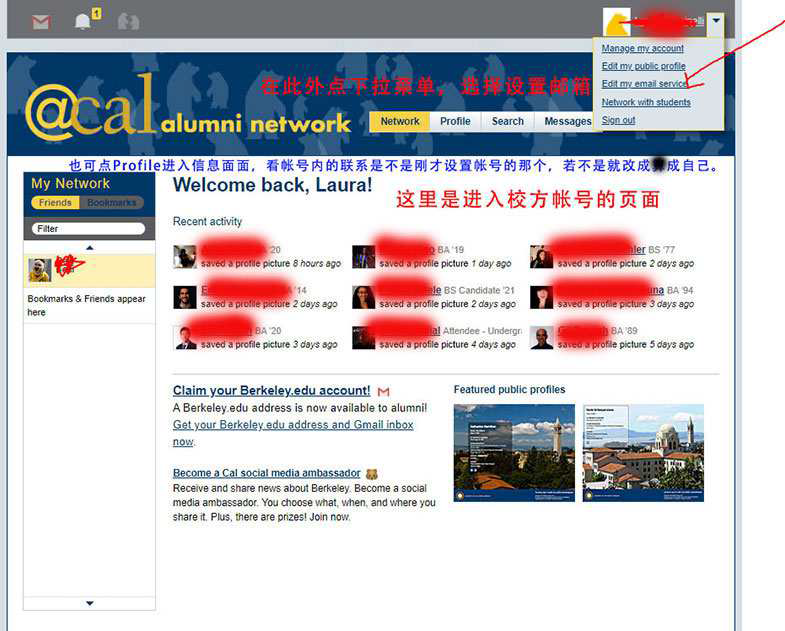 1
Manage my account
Edit my public profile
Edit my email service
Network with students
Sign out
在此外点下拉菜单，选择设置邮箱
@cal alumni network
Network Profile Search Messages
也可点Profile进入信息面面，看帐号内的联系是不是刚才设置帐号的那个，若不是就改成 成自己。
My Network
Friends Bookmarks
Filter
Bookmarks & Friends appear
here
Welcome back, Laura!
这里是进入校方帐号的页面
Recent activity
'20
saved a profile picture 8 hours ago
BA '19
saved a profile picture 1 day ago
BS '77
saved a profile picture 2 days ago
'14
saved a profile picture 2 days ago
BS Candidate '21
saved a profile picture 2 days ago
BA '94
saved a profile picture 3 days ago
BA '20
saved a profile picture 3 days ago
Attendee - Undergr
saved a profile picture 4 days ago
BA '89
saved a profile picture 5 days ago
Claim your Berkeley.edu account!
A Berkeley.edu address is now available to alumni!
Get your Berkeley.edu address and Gmail inbox
now.
Become a Cal social media ambassador
Receive and share news about Berkeley. Become a social
media ambassador. You choose what, when, and where you
share it. Plus, there are prizes! Join now.
Featured public profiles